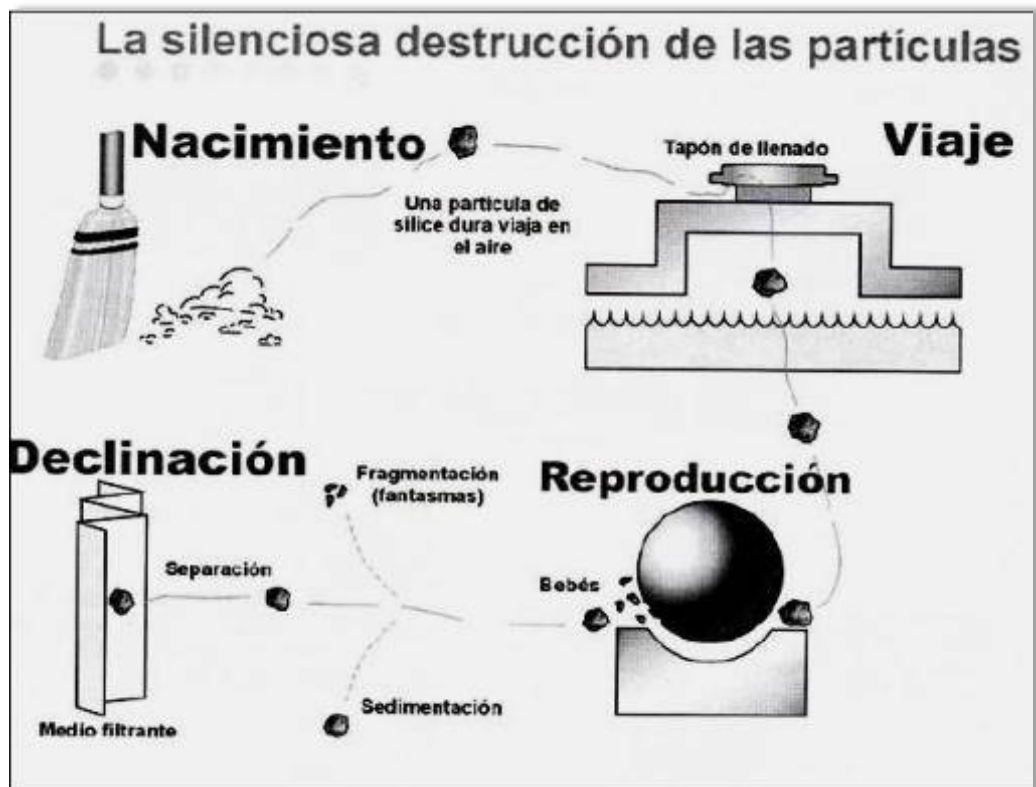 La silenciosa destrucción de las partículas
Nacimiento
Una partícula de
sílice dura viaja en
el aire
Tapón de llenado
Viaje
Declinación
Fragmentación
(fantasmas)
Reproducción
Separación
Bebés
Sedimentación
Medio filtrante